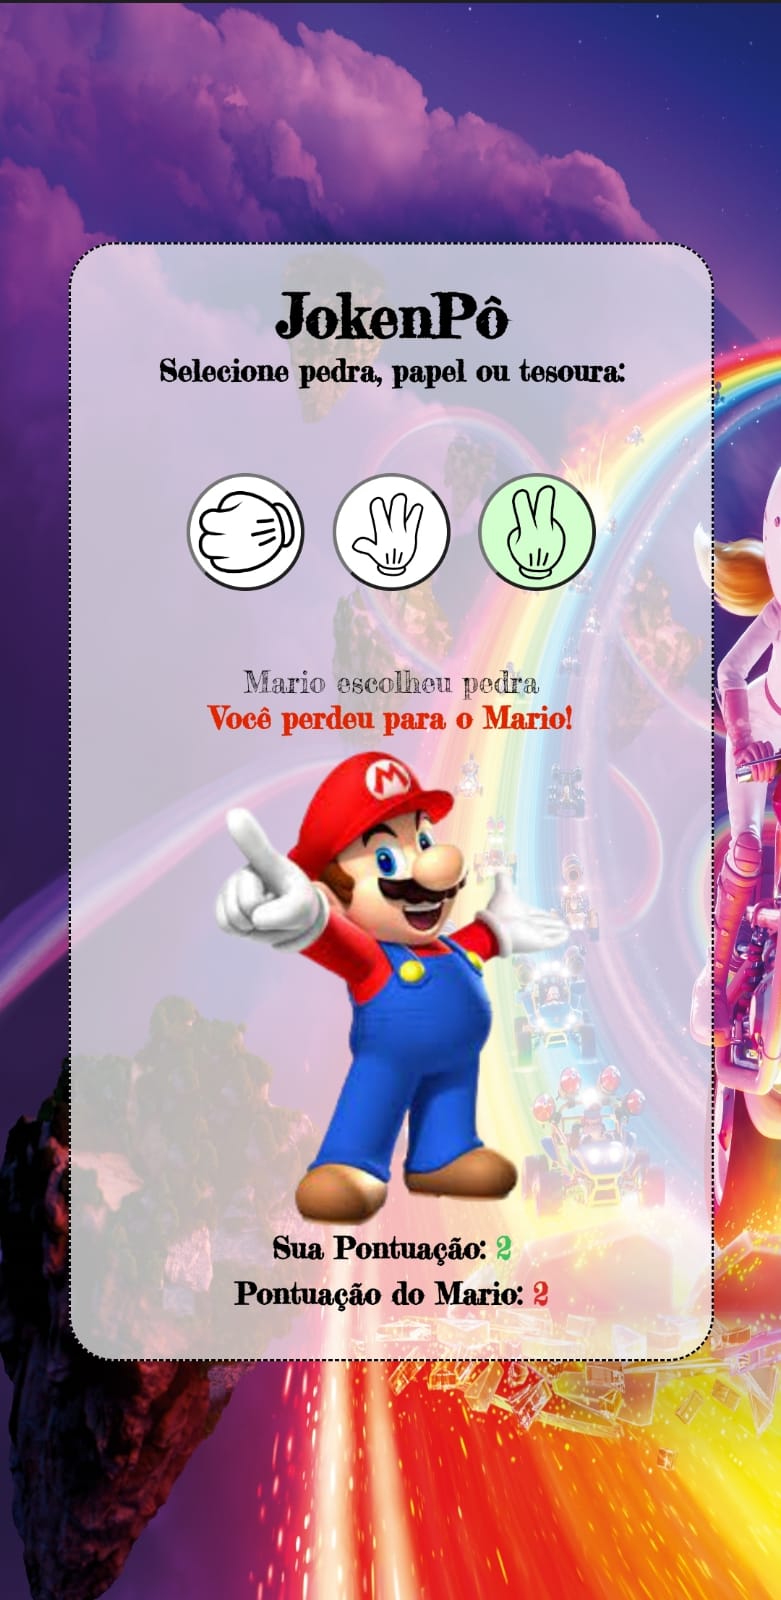 JokenPô
Selecione pedra, papel ou tesoura:
Mario escolheu pedra
Você perdeu para o Mario!
M
Sua Pontuação: 2
Pontuação do Mario: 2